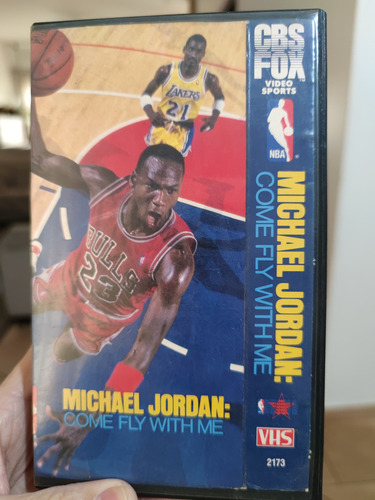 LAKERS
21
BULLS
23
MICHAEL JORDAN:
COME FLY WITH ME
CBS
FOX
VIDEO
SPORTS
NBA
MICHAEL JORDAN:
COME FLY WITH ME
VHS
2173